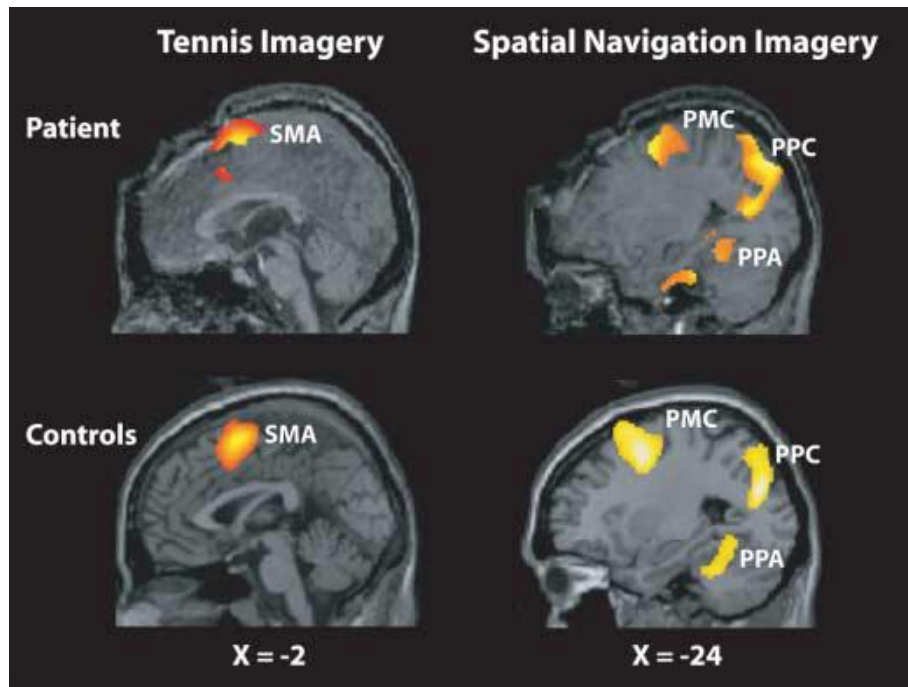 Tennis Imagery
Spatial Navigation Imagery
Patient
SMA
PMC
PPC
PPA
Controls
SMA
PMC
PPC
PPA
X = -2
X = -24